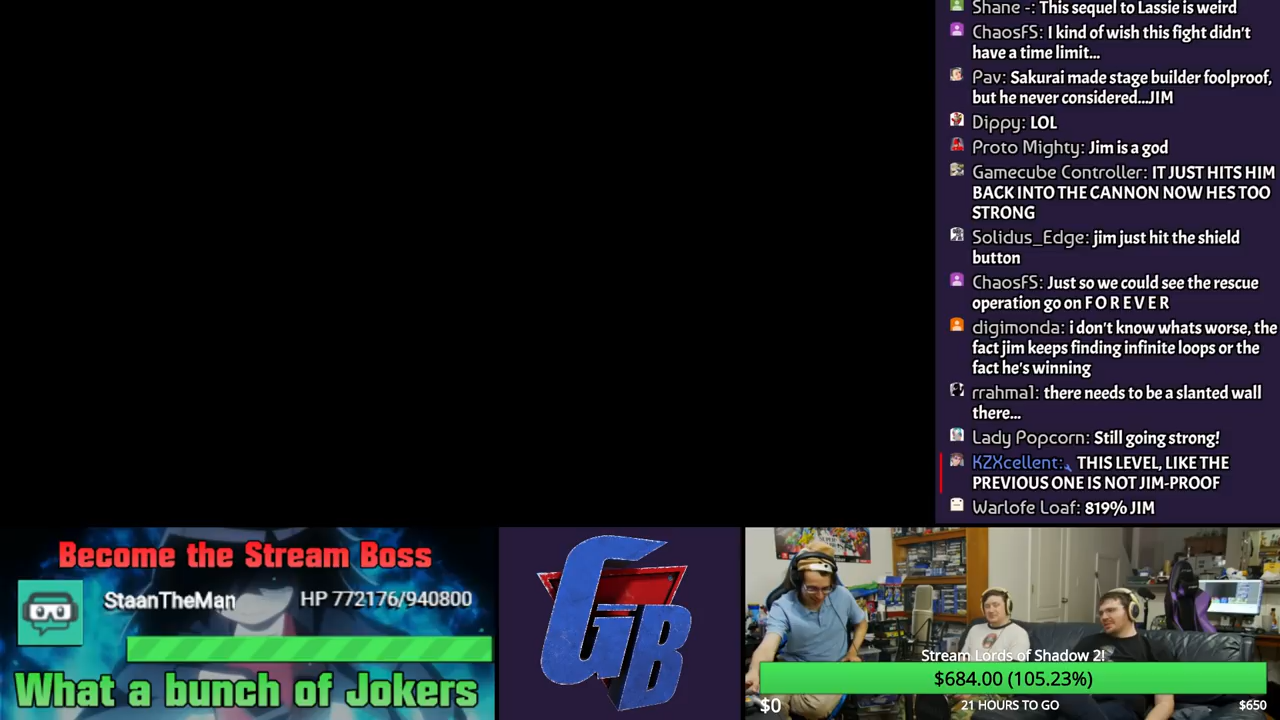 Shane -: This sequel to Lassie is weird
ChaosFS: I kind of wish this fight didn't
have a time limit...
Pav: Sakurai made stage builder foolproof,
but he never considered...JIM
Dippy: LOL
Proto Mighty: Jim is a god
Gamecube Controller: IT JUST HITS HIM
BACK INTO THE CANNON NOW HES TOO
STRONG
Solidus_Edge: jim just hit the shield
button
ChaosFS: Just so we could see the rescue
operation go on F O R E V E R
digimonda: i don't know whats worse, the
fact jim keeps finding infinite loops or the
fact he's winning
rrahma1: there needs to be a slanted wall
there...
Lady Popcorn: Still going strong!
KZXcellent: THIS LEVEL, LIKE THE
PREVIOUS ONE IS NOT JIM-PROOF
Warlofe Loaf: 819% JIM
Become the Stream Boss
StaanTheMan HP 772176/940800
What a bunch of Jokers
GB
Stream Lords of Shadow 2!
$684.00 (105.23%)
$0 21 HOURS TO GO $650